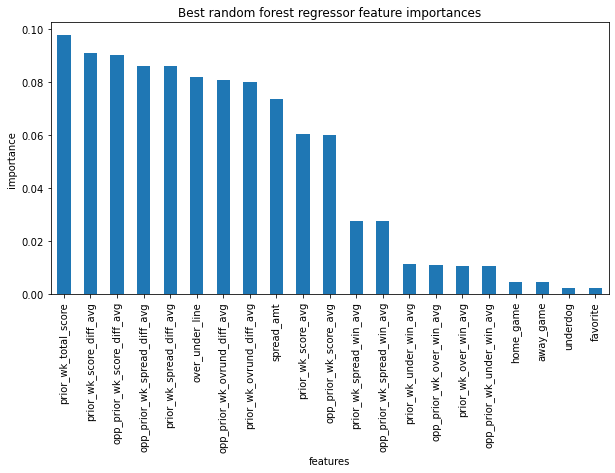 Best random forest regressor feature importances
importance
0.10
0.08
0.06
0.04
0.02
0.00
prior_wk_total_score
prior_wk_score_diff_avg
opp_prior_wk_score_diff_avg
opp_prior_wk_spread_diff_avg
prior_wk_spread_diff_avg
over_under_line
opp_prior_wk_ovrund_diff_avg
prior_wk_ovrund_diff_avg
spread_amt
prior_wk_score_avg
opp_prior_wk_score_avg
prior_wk_spread_win_avg
opp_prior_wk_spread_win_avg
prior_wk_under_win_avg
opp_prior_wk_over_win_avg
prior_wk_over_win_avg
opp_prior_wk_under_win_avg
home_game
away_game
underdog
favorite
features